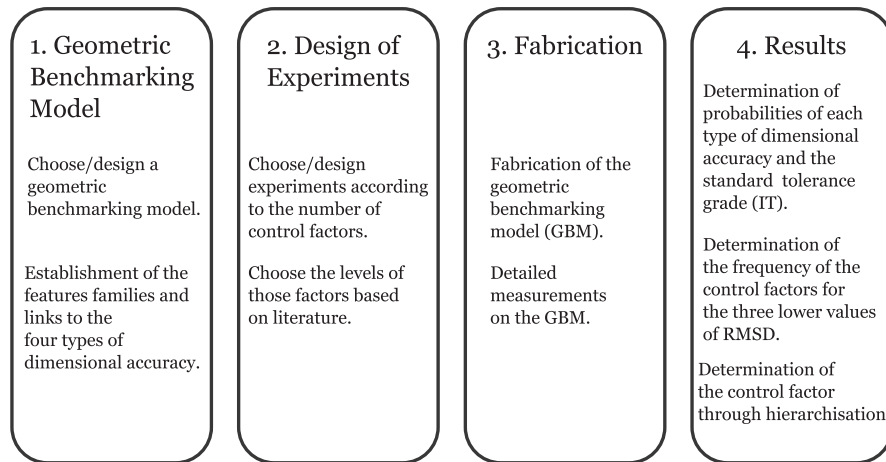 1. Geometric
Benchmarking
Model
Choose/design a
geometric
benchmarking model.
Establishment of the
features families and
links to the
four types of
dimensional accuracy.
2. Design of
Experiments
Choose/design
experiments according
to the number of
control factors.
Choose the levels of
those factors based
on literature.
3. Fabrication
Fabrication of the
geometric
benchmarking
model (GBM).
Detailed
measurements
on the GBM.
4. Results
Determination of
probabilities of each
type of dimensional
accuracy and the
standard tolerance
grade (IT).
Determination of
the frequency of the
control factors for
the three lower values
of RMSD.
Determination of
the control factor
through hierarchisation